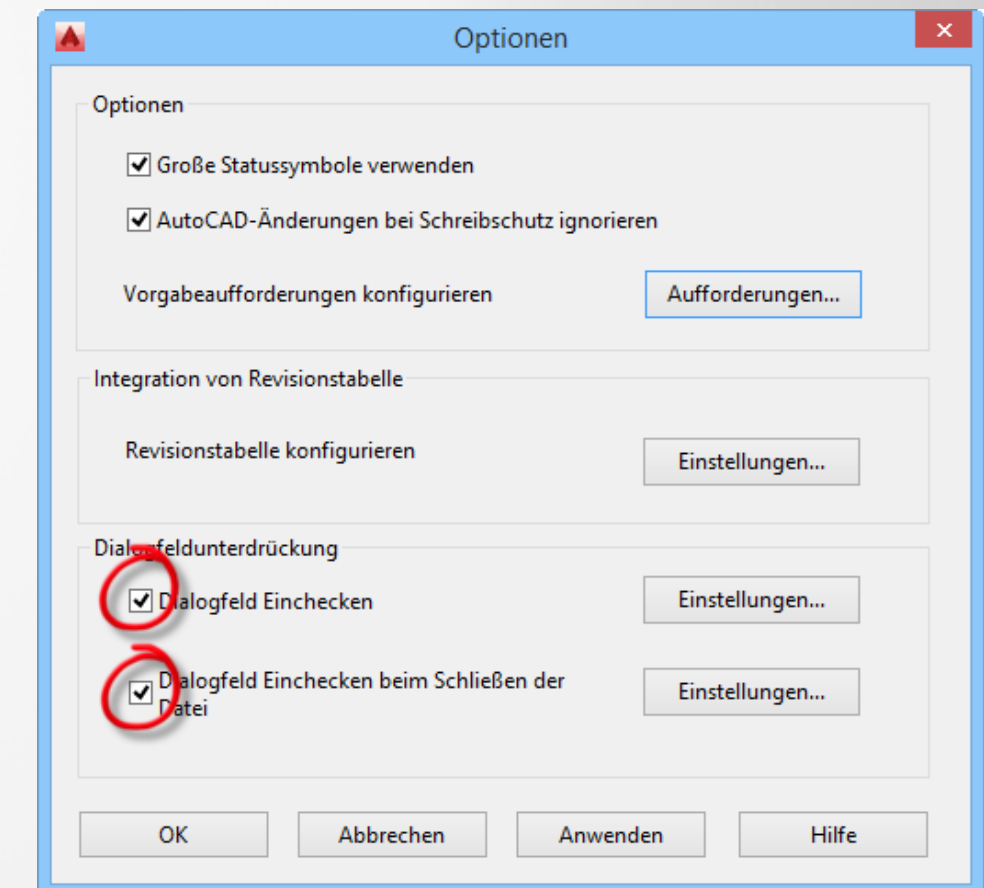 Optionen
Optionen
Große Statussymbole verwenden
AutoCAD-Änderungen bei Schreibschutz ignorieren
Vorgabeaufforderungen konfigurieren
Aufforderungen...
Integration von Revisionstabelle
Revisionstabelle konfigurieren
Einstellungen...
Dialogfeldunterdrückung
Dialogfeld Einchecken
Einstellungen...
Dialogfeld Einchecken beim Schließen der
Datei
Einstellungen...
OK
Abbrechen
Anwenden
Hilfe